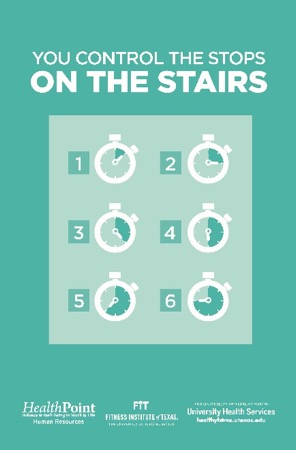 YOU CONTROL THE STOPS
ON THE STAIRS
1 2
3 4
5 6
HealthPoint
Human Resources
FIT
FITNESS INSTITUTE of TEXAS
University Health Services
healthyhorns.utexas.edu